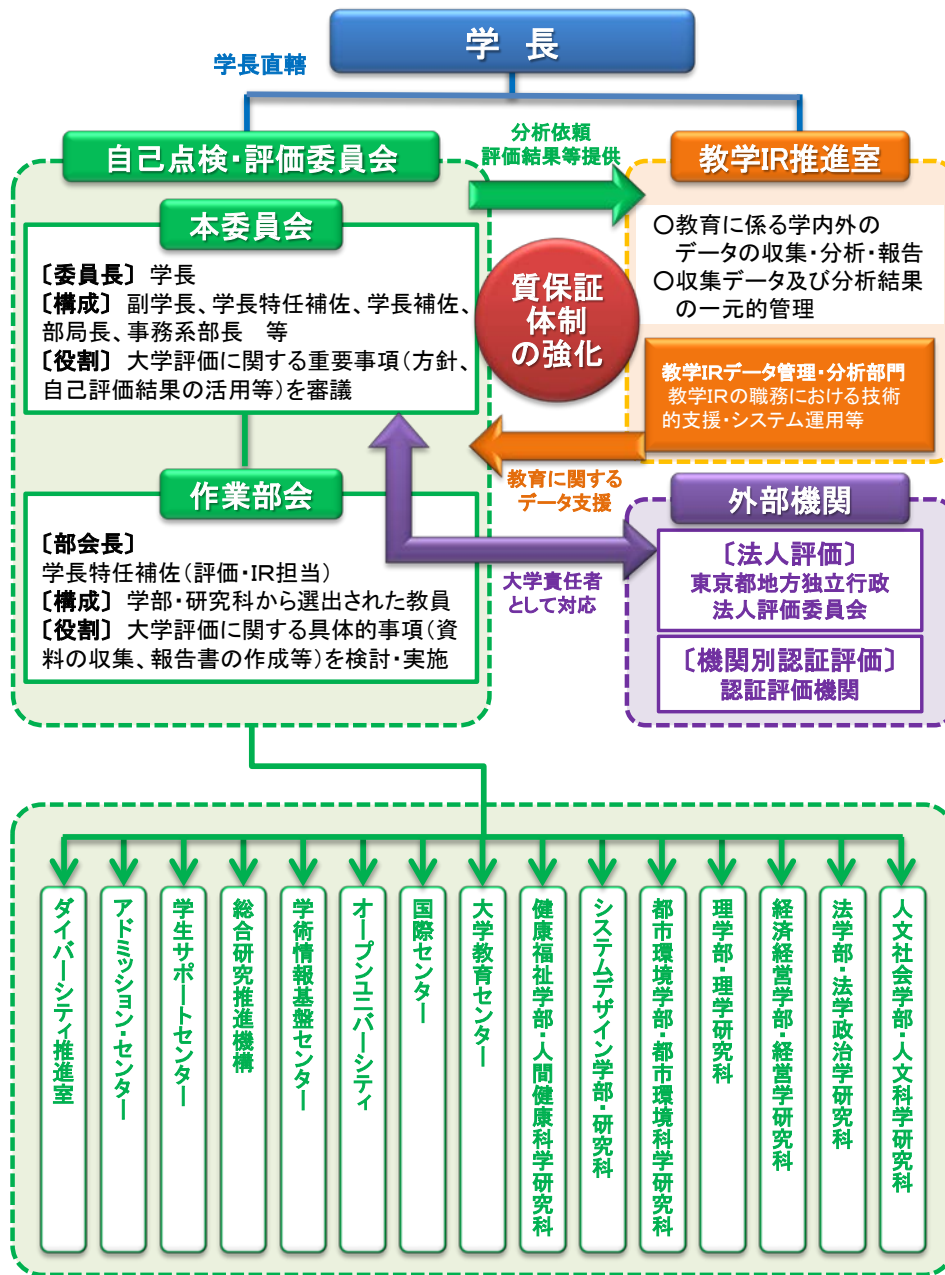 学 長
学長直轄
自己点検・評価委員会
分析依頼
評価結果等提供
教学IR推進室
本委員会
〔委員長〕 学長
〔構成〕 副学長、学長特任補佐、学長補佐、
部局長、事務系部長　等
〔役割〕 大学評価に関する重要事項（方針、
自己評価結果の活用等）を審議
質保証
体制
の強化
〇教育に係る学内外の
データの収集・分析・報告
〇収集データ及び分析結果
の一元的管理
教学IRデータ管理・分析部門
教学IRの職務における技術
的支援・システム運用等
教育に関する
データ支援
作業部会
〔部会長〕
学長特任補佐（評価・IR担当）
〔構成〕 学部・研究科から選出された教員
〔役割〕 大学評価に関する具体的事項（資
料の収集、報告書の作成等）を検討・実施
大学責任者
として対応
外部機関
〔法人評価〕
東京都地方独立行政
法人評価委員会
〔機関別認証評価〕
認証評価機関
ダイバーシティ推進室
アドミッション・センター
学生サポートセンター
総合研究推進機構
学術情報基盤センター
オープンユニバーシティ
国際センター
大学教育センター
健康福祉学部・人間健康科学研究科
システムデザイン学部・研究科
都市環境学部・都市環境科学研究科
理学部・理学研究科
経済経営学部・経営学研究科
法学部・法学政治学研究科
人文社会学部・人文科学研究科